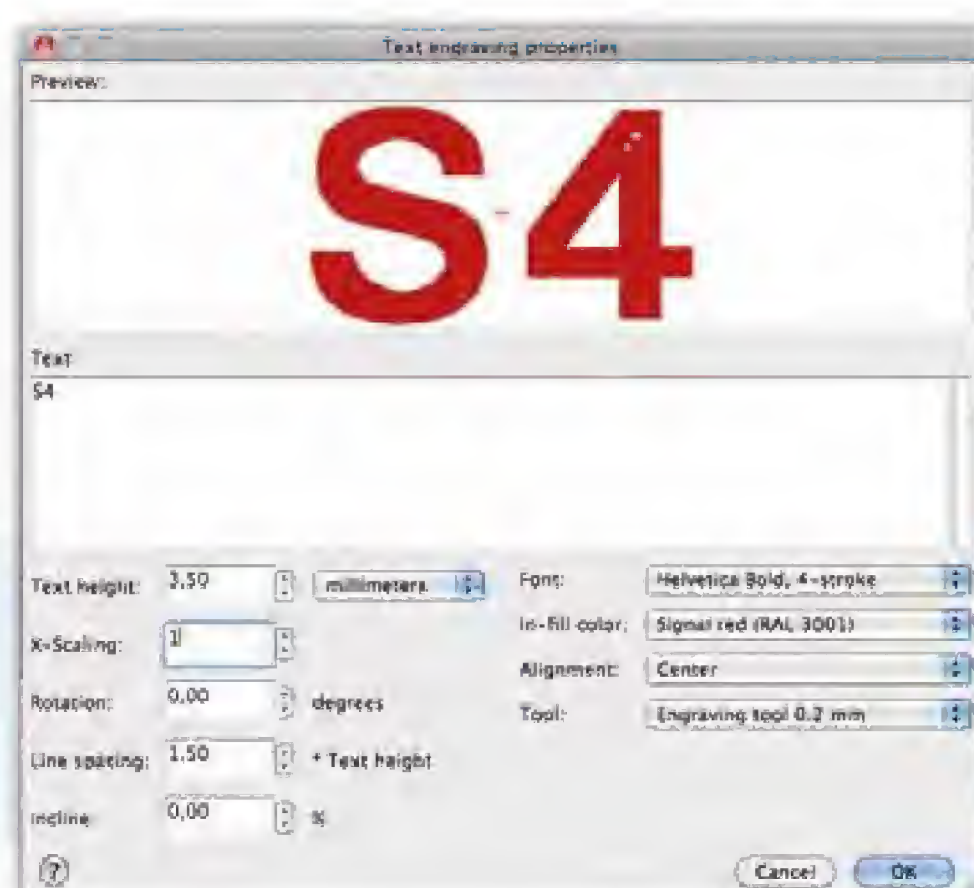 Text engraving properties
Preview:
S4
Text
S4
Text height: 3,50 millimeters
X-Scaling: 1
Rotation: 0,00 degrees
Line spacing: 1,50 * Text height
Incline: 0,00 %
Font: Helvetica Bold, 4-stroke
In-fill color: Signal red (RAL 3001)
Alignment: Center
Tool: Engraving tool 0.2 mm
?
Cancel OK